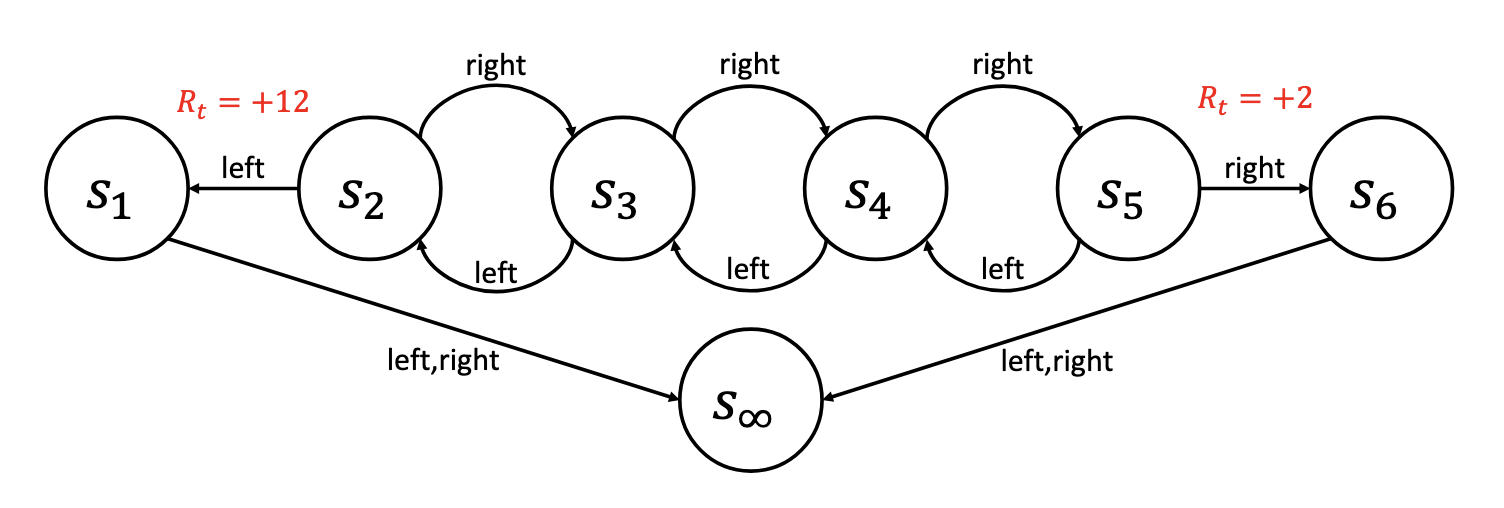 right
right
right
R_t = +12
R_t = +2
left
right
s_1
s_2
s_3
s_4
s_5
s_6
left
left
left
left,right
left,right
s_∞